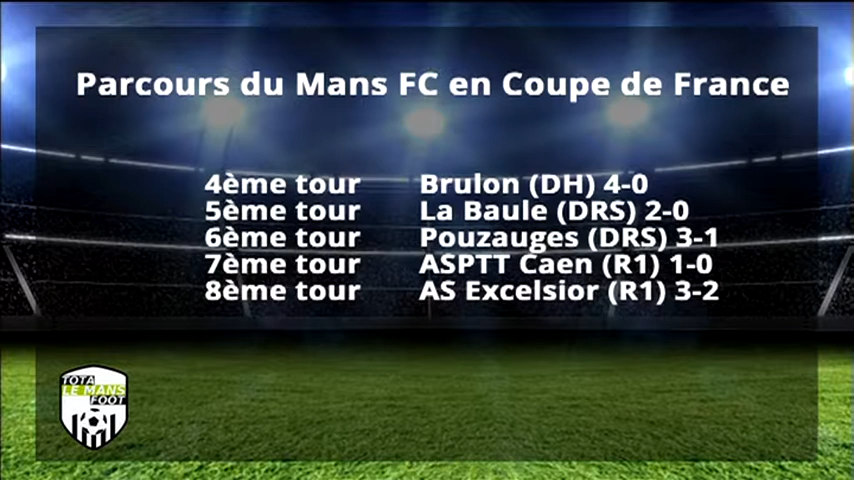 Parcours du Mans FC en Coupe de France
4ème tour Brulon (DH) 4-0
5ème tour La Baule (DRS) 2-0
6ème tour Pouzauges (DRS) 3-1
7ème tour ASPTT Caen (R1) 1-0
8ème tour AS Excelsior (R1) 3-2
TOTA
LE MANS
FOOT